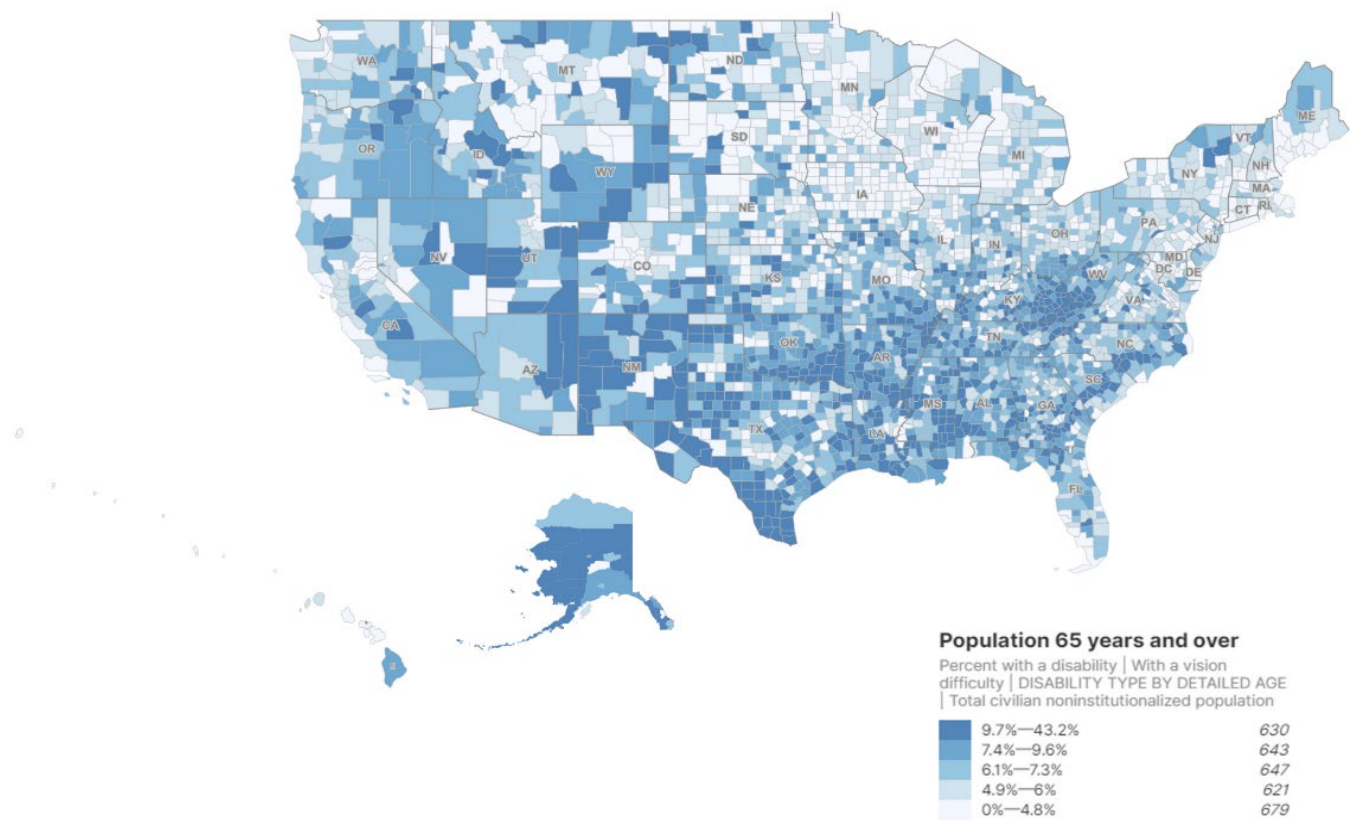 WA
MT
ND
MN
ME
OR
ID
SD
WI
VT
NH
MI
NY
MA
WY
CT
RI
IA
NE
PA
NJ
OH
IL
IN
NV
UT
CO
MD
DC
DE
WV
KS
MO
VA
KY
CA
OK
TN
NC
AZ
NM
AR
SC
MS
AL
GA
TX
LA
FL
Population 65 years and over
Percent with a disability | With a vision
difficulty | DISABILITY TYPE BY DETAILED AGE
| Total civilian noninstitutionalized population
9.7%—43.2% 630
7.4%—9.6% 643
6.1%—7.3% 647
4.9%—6% 621
0%—4.8% 679